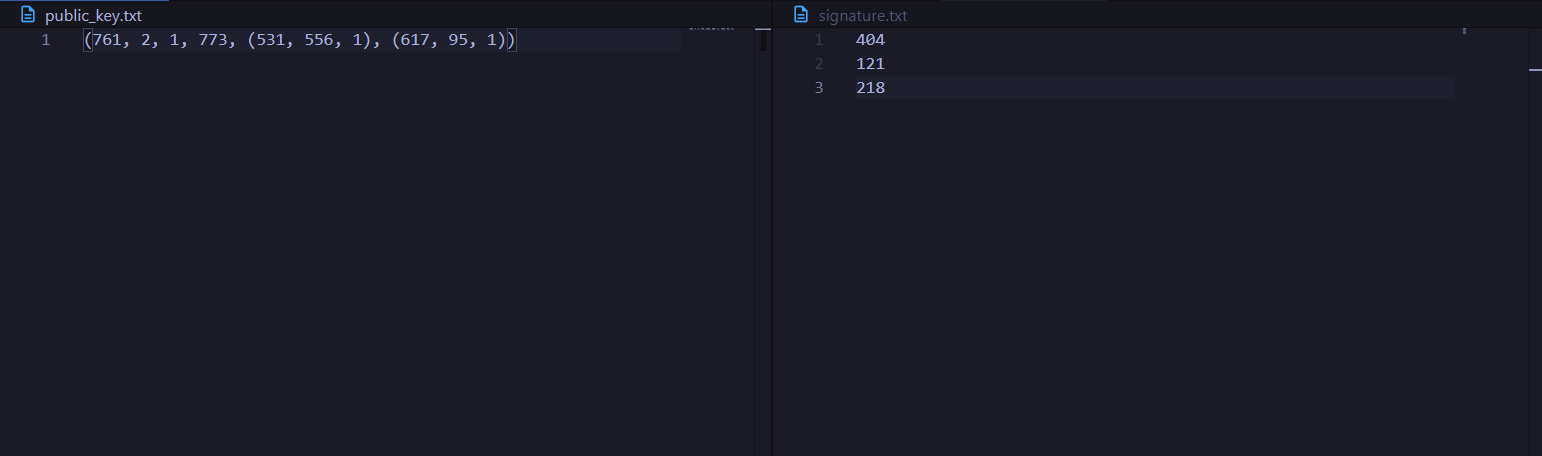 public_key.txt
1 (761, 2, 1, 773, (531, 556, 1), (617, 95, 1))
signature.txt
1 404
2 121
3 218